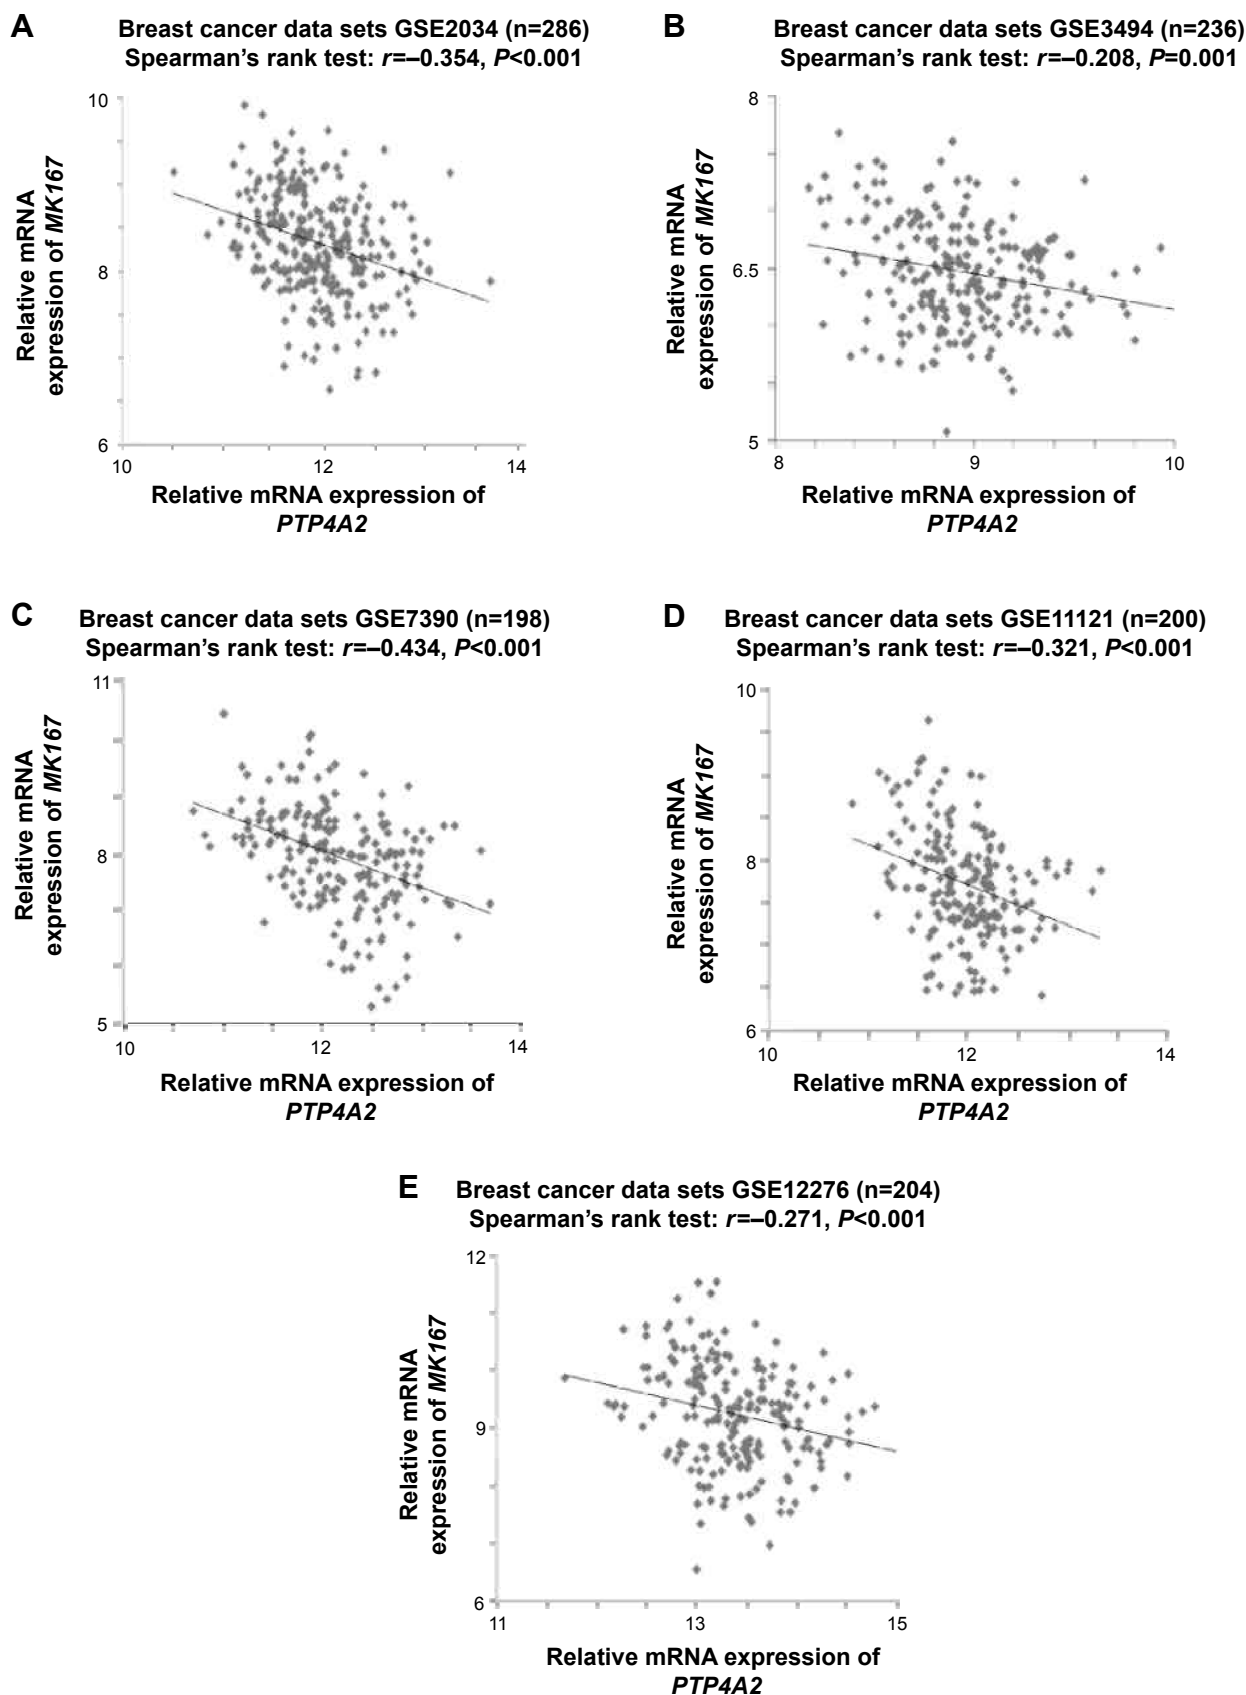 A
Breast cancer data sets GSE2034 (n=286)
Spearman's rank test: r=–0.354, P<0.001
10
8
6
10
12
14
Relative mRNA
expression of MK167
Relative mRNA expression of
PTP4A2
B
Breast cancer data sets GSE3494 (n=236)
Spearman's rank test: r=–0.208, P=0.001
8
6.5
5
8
9
10
Relative mRNA
expression of MK167
Relative mRNA expression of
PTP4A2
C
Breast cancer data sets GSE7390 (n=198)
Spearman's rank test: r=–0.434, P<0.001
11
8
5
10
12
14
Relative mRNA
expression of MK167
Relative mRNA expression of
PTP4A2
D
Breast cancer data sets GSE11121 (n=200)
Spearman's rank test: r=–0.321, P<0.001
10
8
6
10
12
14
Relative mRNA
expression of MK167
Relative mRNA expression of
PTP4A2
E
Breast cancer data sets GSE12276 (n=204)
Spearman's rank test: r=–0.271, P<0.001
12
9
6
11
13
15
Relative mRNA
expression of MK167
Relative mRNA expression of
PTP4A2